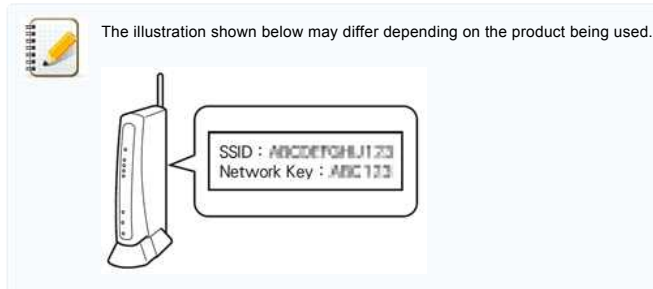 The illustration shown below may differ depending on the product being used.
SSID : ABCDEFGHIJ123
Network Key : ABC123